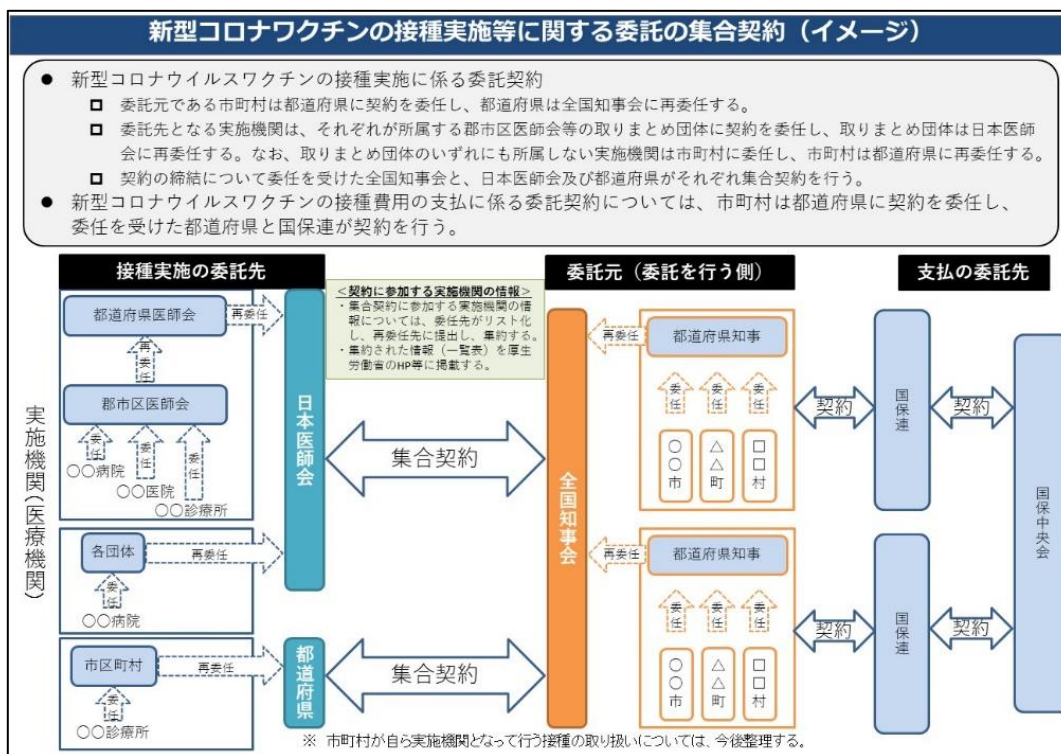 新型コロナワクチンの接種実施等に関する委託の集合契約（イメージ）
● 新型コロナウイルスワクチンの接種実施に係る委託契約
□ 委託元である市町村は都道府県に契約を委任し、都道府県は全国知事会に再委任する。
□ 委託先となる実施機関は、それぞれが所属する郡市区医師会等の取りまとめ団体に契約を委任し、取りまとめ団体は日本医師
会に再委任する。なお、取りまとめ団体のいずれにも所属しない実施機関は市町村に委任し、市町村は都道府県に再委任する。
□ 契約の締結について委任を受けた全国知事会と、日本医師会及び都道府県がそれぞれ集合契約を行う。
● 新型コロナウイルスワクチンの接種費用の支払に係る委託契約については、市町村は都道府県に契約を委任し、
委任を受けた都道府県と国保連が契約を行う。
接種実施の委託先
委託元（委託を行う側）
支払の委託先
実施機関（医療機関）
都道府県医師会
再委任
再委任
郡市区医師会
委任
委任
委任
〇〇病院
〇〇医院
〇〇診療所
各団体
再委任
委任
〇〇病院
市区町村
再委任
委任
〇〇診療所
日本医師会
都道府県
＜契約に参加する実施機関の情報＞
・集合契約に参加する実施機関の情
報については、委任先がリスト化
し、再委任先に提出し、集約する。
・集約された情報（一覧表）を厚生
労働省のHP等に掲載する。
集合契約
集合契約
全国知事会
再委任
都道府県知事
委任
委任
委任
〇〇市
△△町
□□村
再委任
都道府県知事
委任
委任
委任
〇〇市
△△町
□□村
契約
国保連
契約
契約
国保連
契約
国保中央会
※ 市町村が自ら実施機関となって行う接種の取り扱いについては、今後整理する。